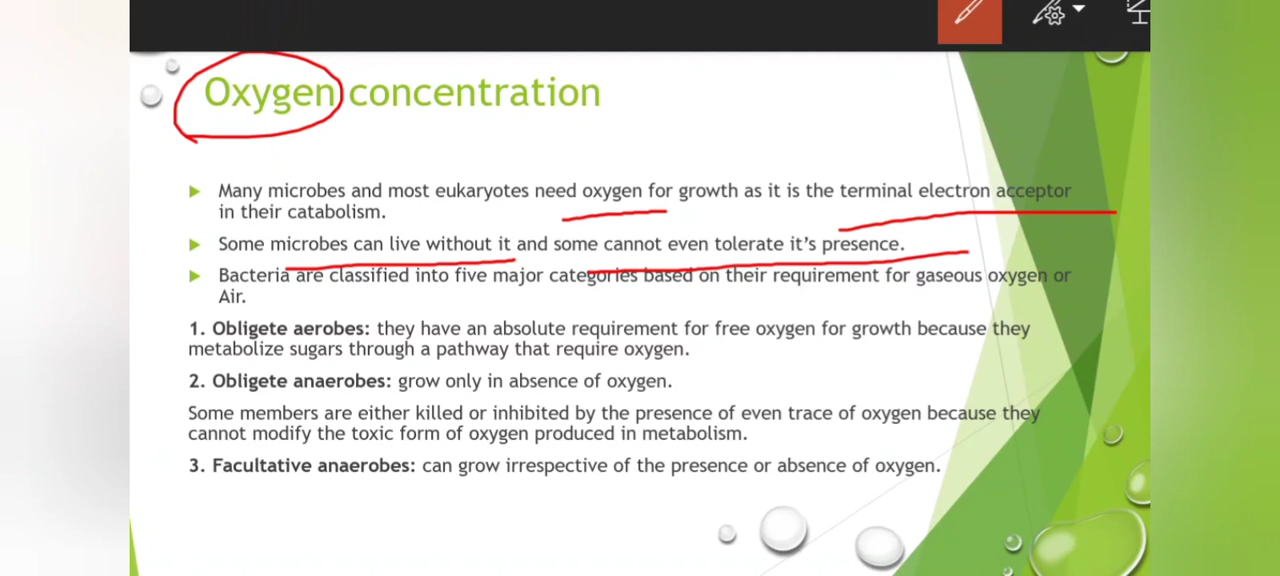 Oxygen concentration
Many microbes and most eukaryotes need oxygen for growth as it is the terminal electron acceptor
in their catabolism.
Some microbes can live without it and some cannot even tolerate it's presence.
Bacteria are classified into five major categories based on their requirement for gaseous oxygen or
Air.
1. Obligete aerobes: they have an absolute requirement for free oxygen for growth because they
metabolize sugars through a pathway that require oxygen.
2. Obligete anaerobes: grow only in absence of oxygen.
Some members are either killed or inhibited by the presence of even trace of oxygen because they
cannot modify the toxic form of oxygen produced in metabolism.
3. Facultative anaerobes: can grow irrespective of the presence or absence of oxygen.